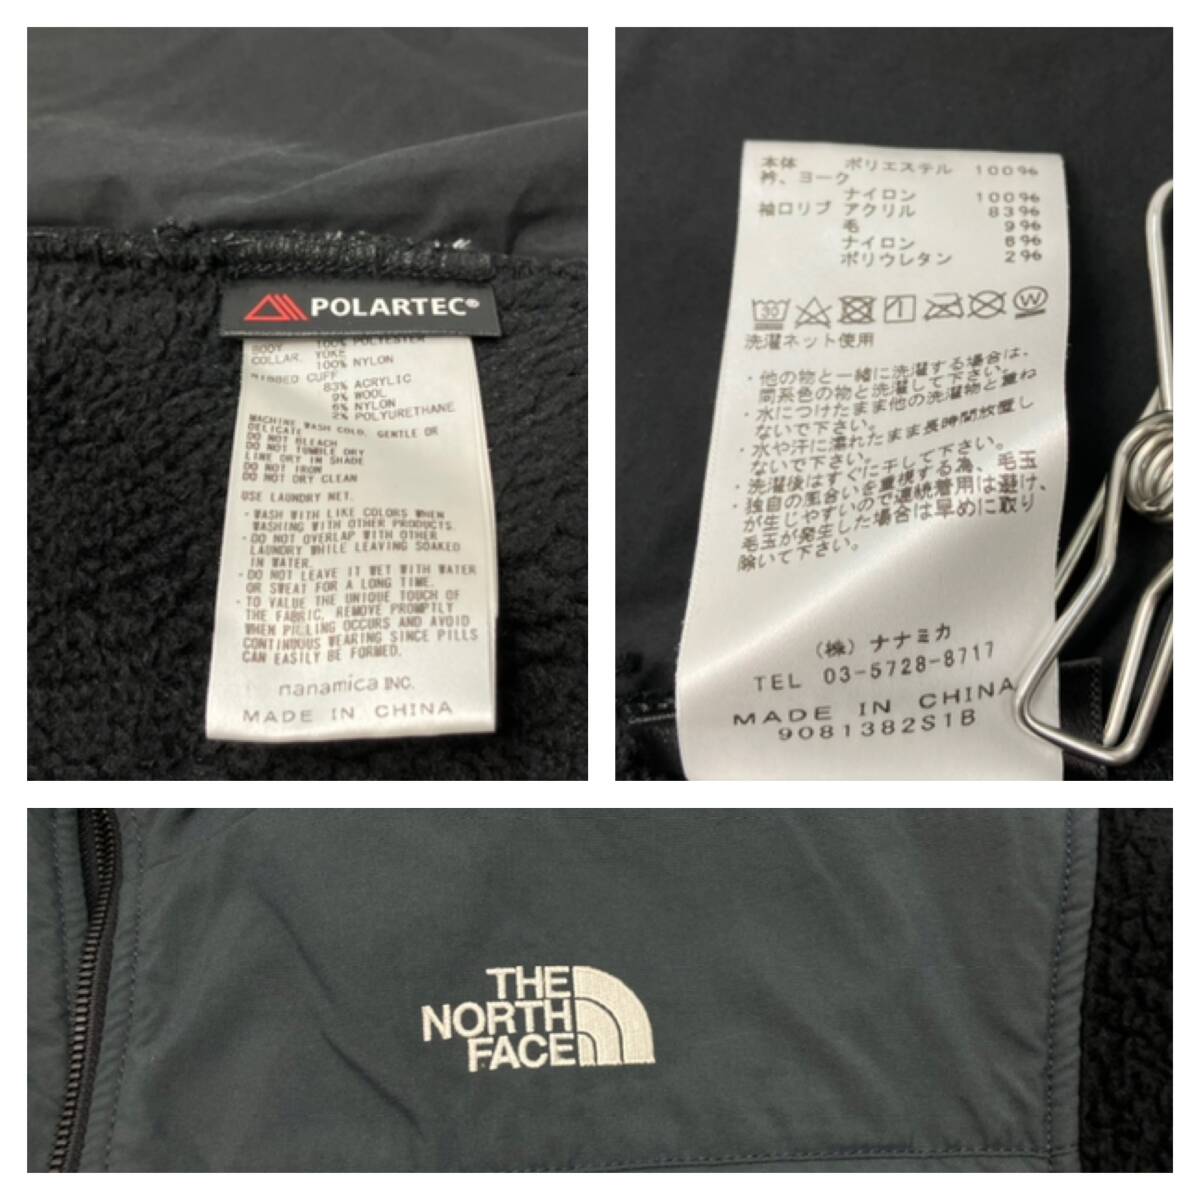 POLARTEC®
BODY 100% POLYESTER
COLLAR, YOKE
100% NYLON
RIBBED CUFF
83% ACRYLIC
9% WOOL
6% NYLON
2% POLYURETHANE
MACHINE WASH COLD, GENTLE OR
DELICATE
DO NOT BLEACH
DO NOT TUMBLE DRY
LINE DRY IN SHADE
DO NOT IRON
DO NOT DRY CLEAN
USE LAUNDRY NET.
・WASH WITH LIKE COLORS WHEN
WASHING WITH OTHER PRODUCTS.
・DO NOT OVERLAP WITH OTHER
LAUNDRY WHILE LEAVING SOAKED
IN WATER.
・DO NOT LEAVE IT WET WITH WATER
OR SWEAT FOR A LONG TIME.
・TO VALUE THE UNIQUE TOUCH OF
THE FABRIC, REMOVE PROMPTLY
WHEN PILLING OCCURS AND AVOID
CONTINUOUS WEARING SINCE PILLS
CAN EASILY BE FORMED.
nanamica INC.
MADE IN CHINA
本体 ポリエステル 100%
衿、ヨーク
ナイロン 100%
袖口リブ アクリル 83%
毛 9%
ナイロン 6%
ポリウレタン 2%
30 W
洗濯ネット使用
・他の物と一緒に洗濯する場合は、
同系色の物と洗濯して下さい。
・水につけたまま他の洗濯物と重ね
ないで下さい。
・水や汗に濡れたまま長時間放置し
ないで下さい。
・洗濯後はすぐに干して下さい。
・独自の風合いを重視する為、毛玉
が生じやすいので連続着用は避け、
毛玉が発生した場合は早めに取り
除いて下さい。
(株)ナナミカ
TEL 03-5728-8717
MADE IN CHINA
9081382S1B
THE
NORTH
FACE